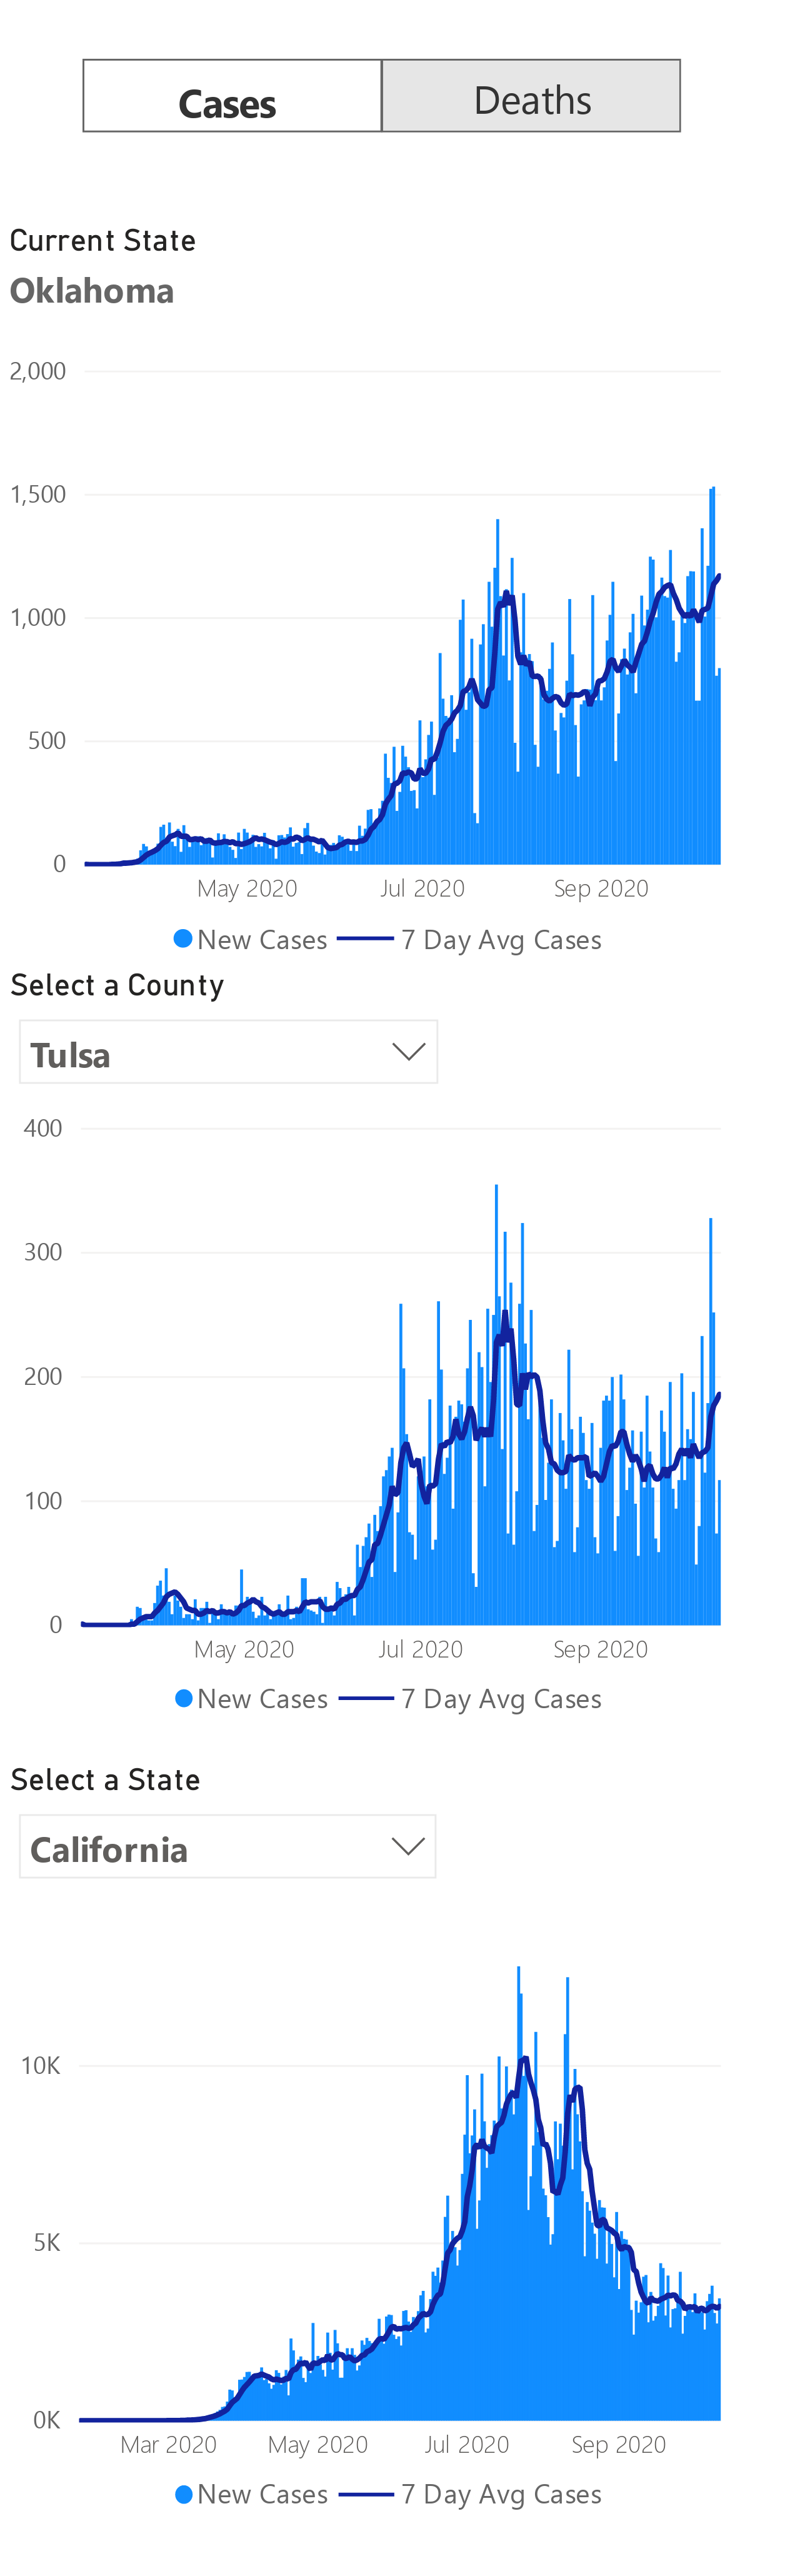 Cases Deaths
Current State
Oklahoma
2,000
1,500
1,000
500
0
May 2020 Jul 2020 Sep 2020
New Cases 7 Day Avg Cases
Select a County
Tulsa
400
300
200
100
0
May 2020 Jul 2020 Sep 2020
New Cases 7 Day Avg Cases
Select a State
California
10K
5K
0K
Mar 2020 May 2020 Jul 2020 Sep 2020
New Cases 7 Day Avg Cases